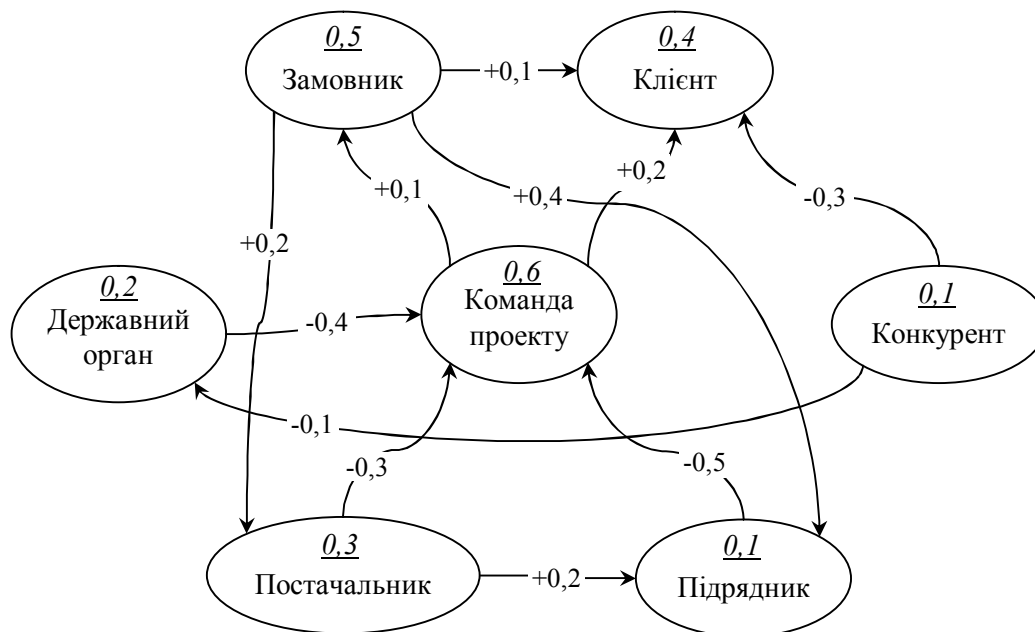 0,5
Замовник
+0,1
0,4
Клієнт
+0,1
+0,4
+0,2
-0,3
+0,2
0,2
Державний
орган
-0,4
0,6
Команда
проекту
0,1
Конкурент
-0,1
-0,3
-0,5
0,3
Постачальник
+0,2
0,1
Підрядник